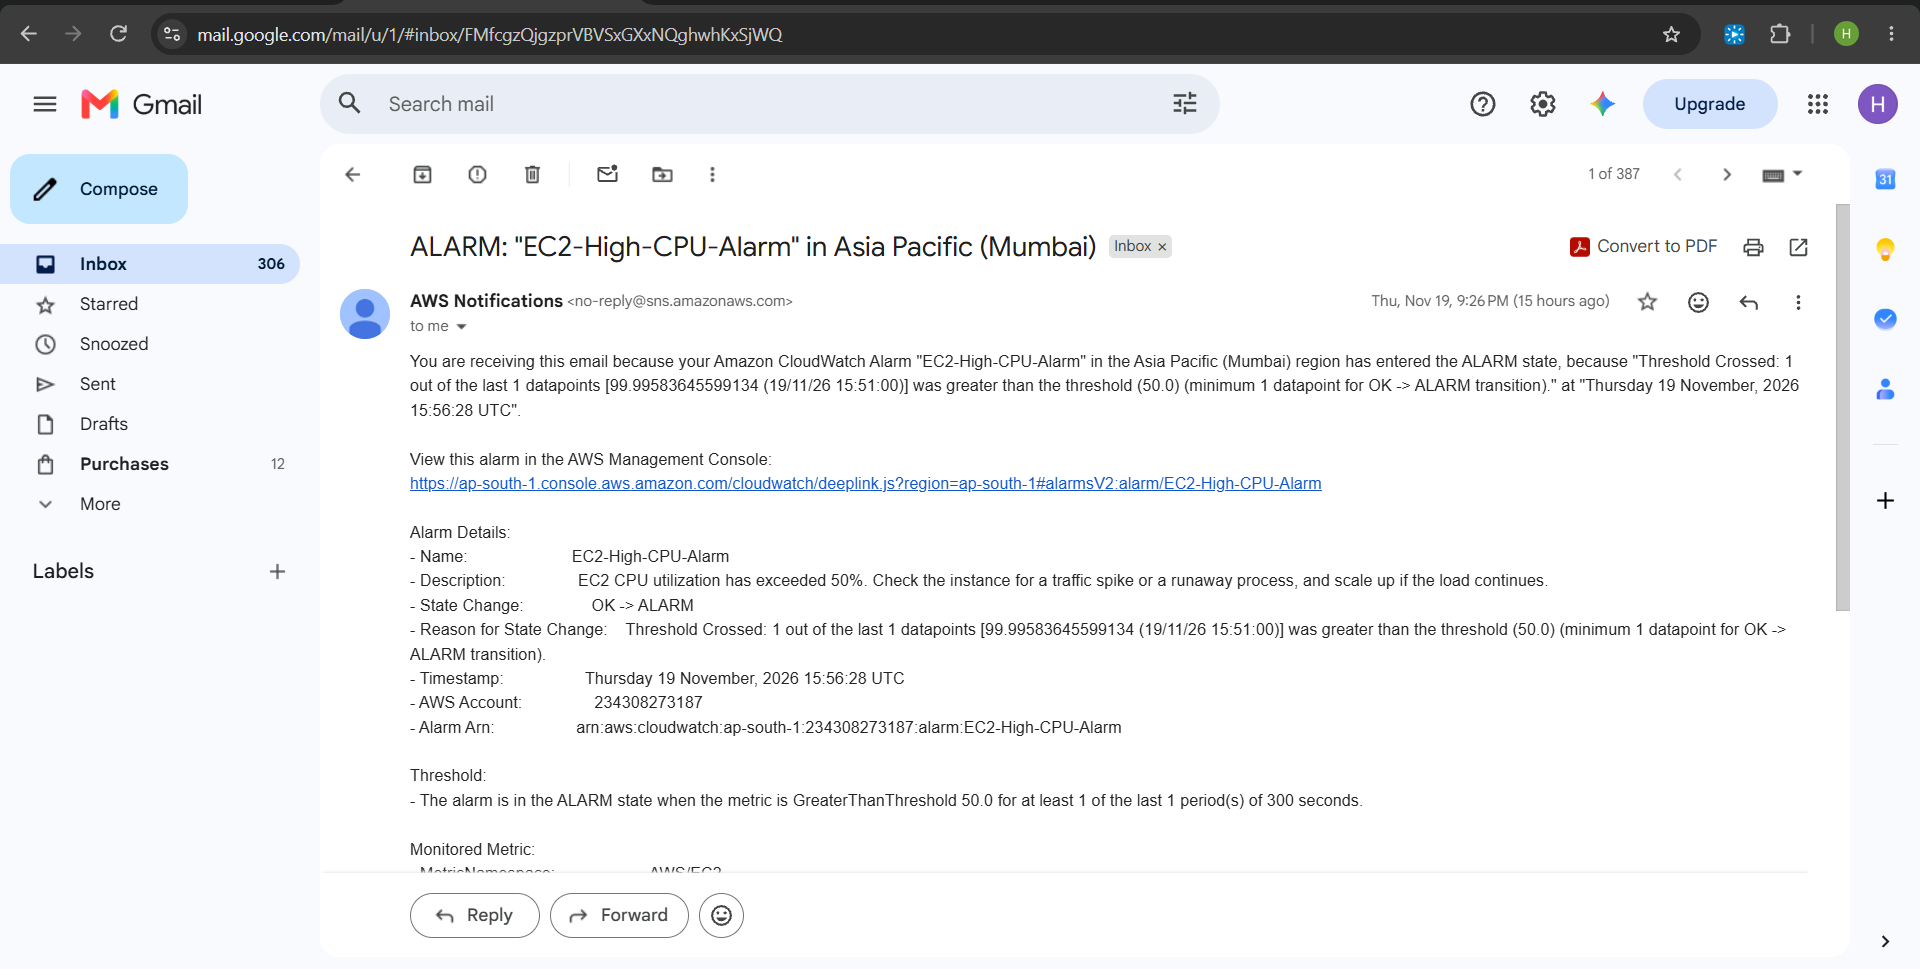 mail.google.com/mail/u/1/#inbox/FMfcgzQjgzprVBVSxGXxNQghwhKxSjWQ
H
Gmail
Search mail
Upgrade
H
Compose
1 of 387
31
Inbox 306
Starred
Snoozed
Sent
Drafts
Purchases 12
More
Labels
ALARM: "EC2-High-CPU-Alarm" in Asia Pacific (Mumbai) Inbox ×
Convert to PDF
AWS Notifications <no-reply@sns.amazonaws.com>
Thu, Nov 19, 9:26 PM (15 hours ago)
to me
You are receiving this email because your Amazon CloudWatch Alarm "EC2-High-CPU-Alarm" in the Asia Pacific (Mumbai) region has entered the ALARM state, because "Threshold Crossed: 1
out of the last 1 datapoints [99.99583645599134 (19/11/26 15:51:00)] was greater than the threshold (50.0) (minimum 1 datapoint for OK -> ALARM transition)." at "Thursday 19 November, 2026
15:56:28 UTC".
View this alarm in the AWS Management Console:
https://ap-south-1.console.aws.amazon.com/cloudwatch/deeplink.js?region=ap-south-1#alarmsV2:alarm/EC2-High-CPU-Alarm
Alarm Details:
- Name: EC2-High-CPU-Alarm
- Description: EC2 CPU utilization has exceeded 50%. Check the instance for a traffic spike or a runaway process, and scale up if the load continues.
- State Change: OK -> ALARM
- Reason for State Change: Threshold Crossed: 1 out of the last 1 datapoints [99.99583645599134 (19/11/26 15:51:00)] was greater than the threshold (50.0) (minimum 1 datapoint for OK ->
ALARM transition).
- Timestamp: Thursday 19 November, 2026 15:56:28 UTC
- AWS Account: 234308273187
- Alarm Arn: arn:aws:cloudwatch:ap-south-1:234308273187:alarm:EC2-High-CPU-Alarm
Threshold:
- The alarm is in the ALARM state when the metric is GreaterThanThreshold 50.0 for at least 1 of the last 1 period(s) of 300 seconds.
Monitored Metric:
- MetricNamespace: AWS/EC2
Reply
Forward